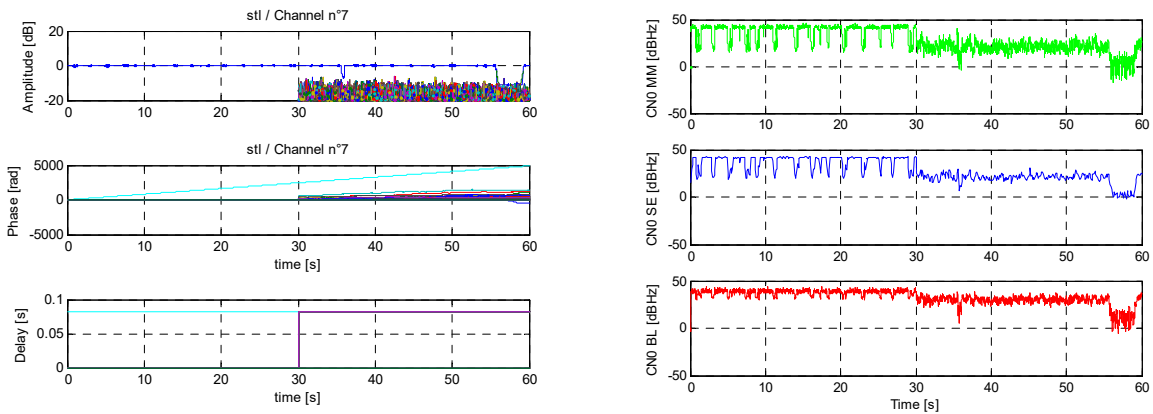 stl / Channel n°7
20
0
-20
Amplitude [dB]
0 10 20 30 40 50 60
stl / Channel n°7
5000
0
-5000
Phase [rad]
0 10 20 30 40 50 60
time [s]
0.1
0.05
0
Delay [s]
0 10 20 30 40 50 60
time [s]
50
0
-50
CN0 MM [dBHz]
0 10 20 30 40 50 60
50
0
-50
CN0 SE [dBHz]
0 10 20 30 40 50 60
50
0
-50
CN0 BL [dBHz]
0 10 20 30 40 50 60
Time [s]